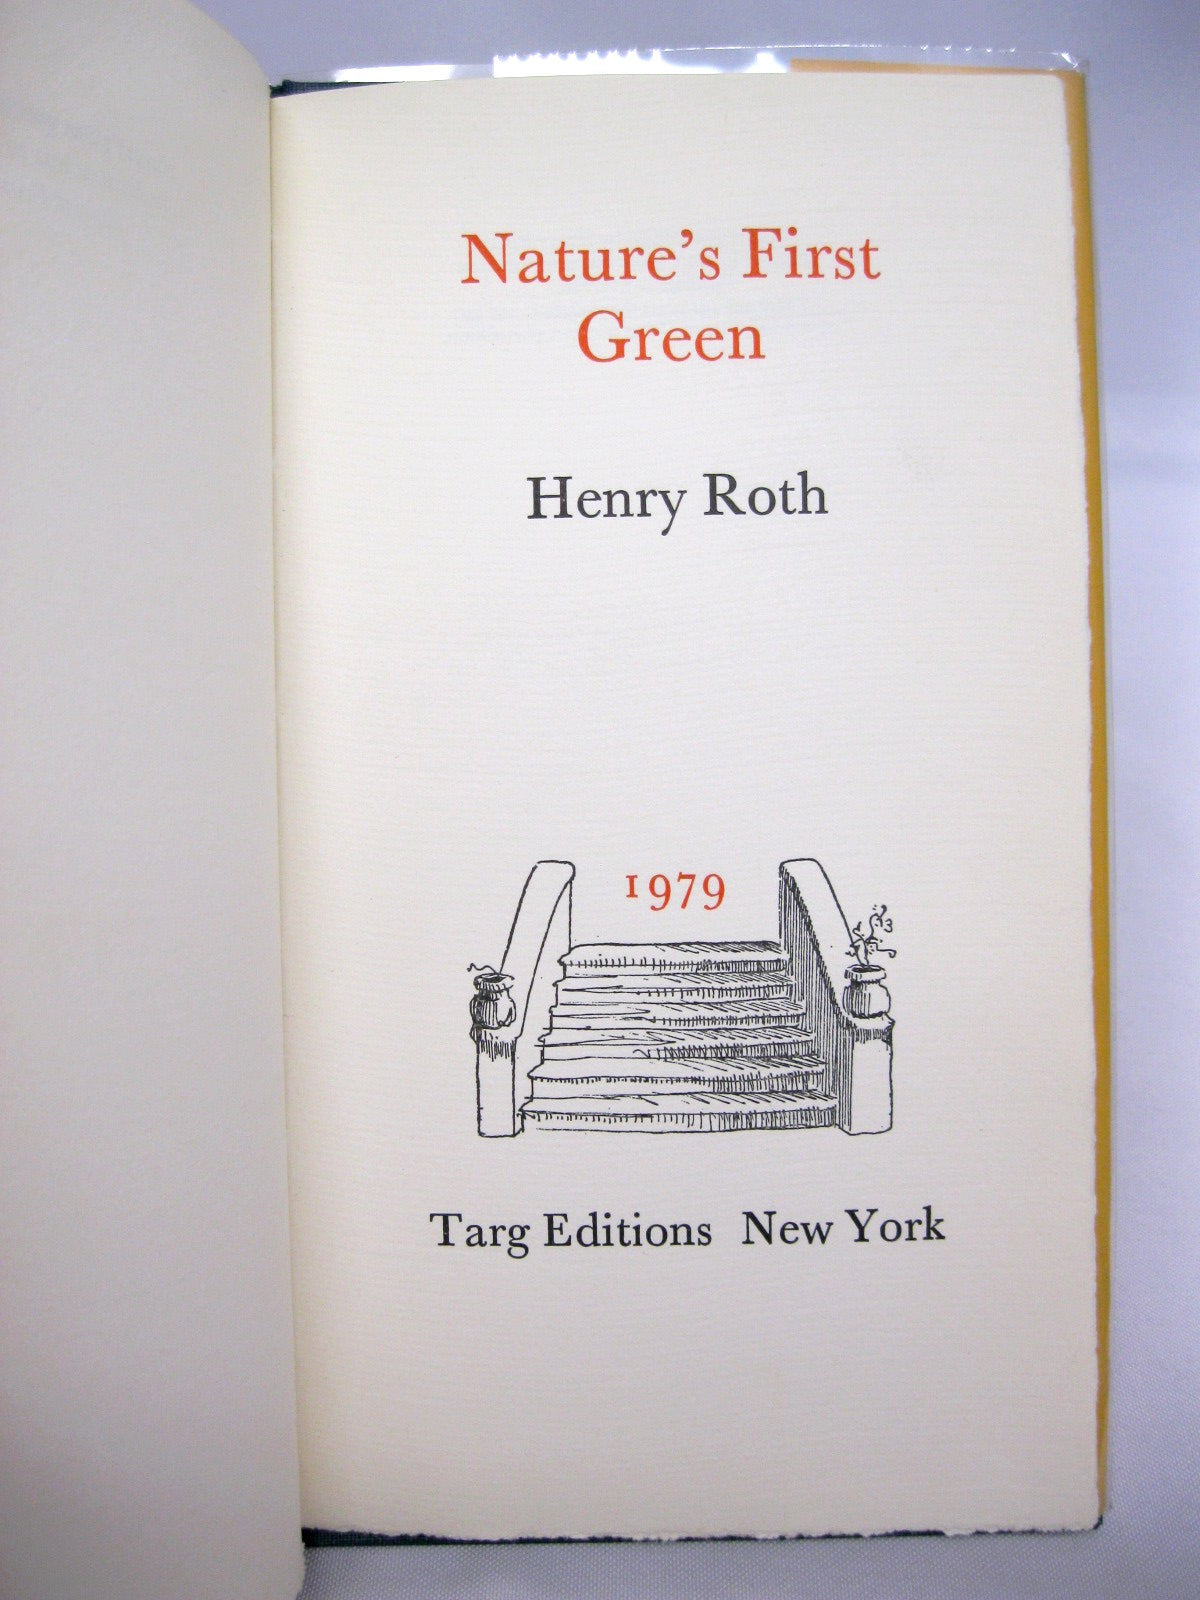 Nature’s First
Green
Henry Roth
1979
Targ Editions New York